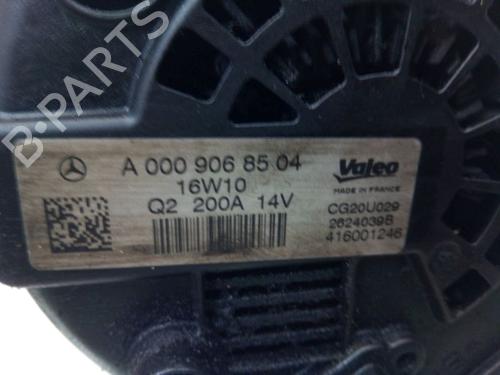 B-PARTS
A 000 906 85 04
16W10
Q2 200A 14V
Valeo
MADE IN FRANCE
CG20U029
2624039B
416001246